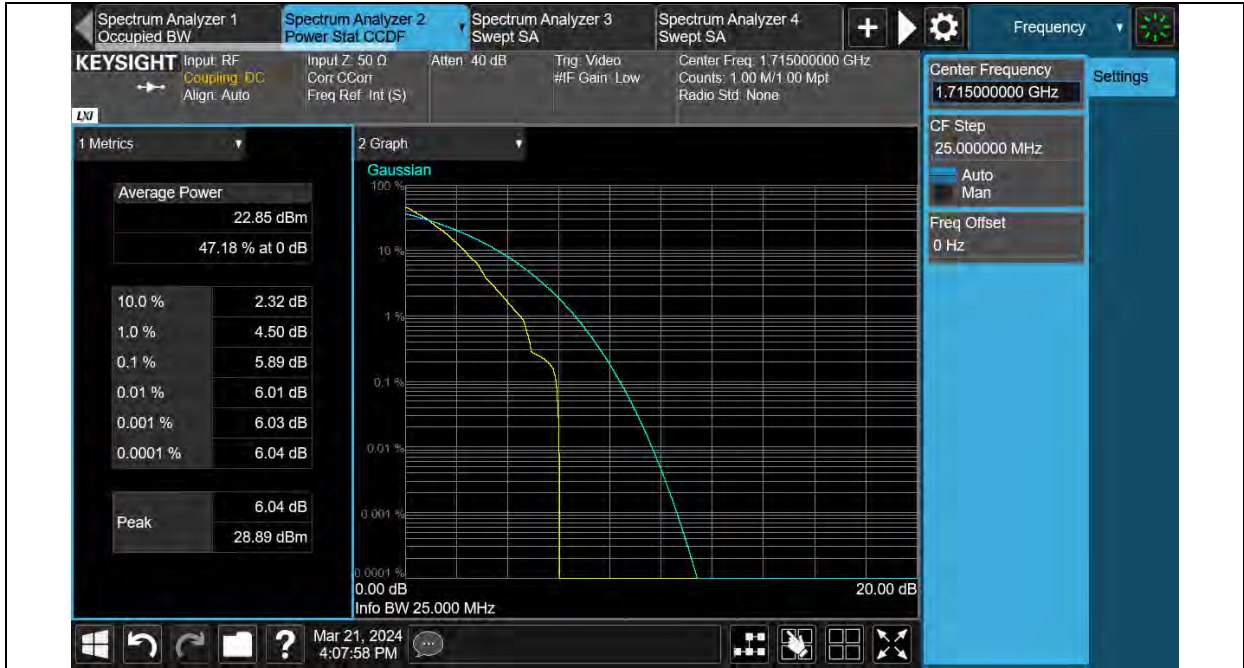 Spectrum Analyzer 1
Occupied BW
Spectrum Analyzer 2
Power Stat CCDF
Spectrum Analyzer 3
Swept SA
Spectrum Analyzer 4
Swept SA
+
Frequency
KEYSIGHT
LXI
Input: RF
Coupling: DC
Align: Auto
Input Z: 50 Ω
Corr CCorr
Freq Ref: Int (S)
Atten: 40 dB
Trig: Video
#IF Gain: Low
Center Freq: 1.715000000 GHz
Counts: 1.00 M/1.00 Mpt
Radio Std: None
Center Frequency
1.715000000 GHz
Settings
CF Step
25.000000 MHz
Auto
Man
Freq Offset
0 Hz
1 Metrics
Average Power
22.85 dBm
47.18 % at 0 dB
10.0 % 2.32 dB
1.0 % 4.50 dB
0.1 % 5.89 dB
0.01 % 6.01 dB
0.001 % 6.03 dB
0.0001 % 6.04 dB
Peak
6.04 dB
28.89 dBm
2 Graph
Gaussian
100 %
10 %
1 %
0.1 %
0.01 %
0.001 %
0.0001 %
0.00 dB 20.00 dB
Info BW 25.000 MHz
?
Mar 21, 2024
4:07:58 PM